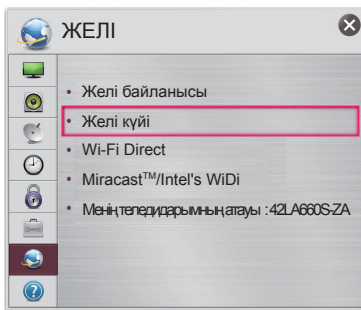 ЖЕЛІ
• Желі байланысы
• Желі күйі
• Wi-Fi Direct
• Miracast™/Intel's WiDi
• Менің теледидарымның атауы : 42LA660S-ZA